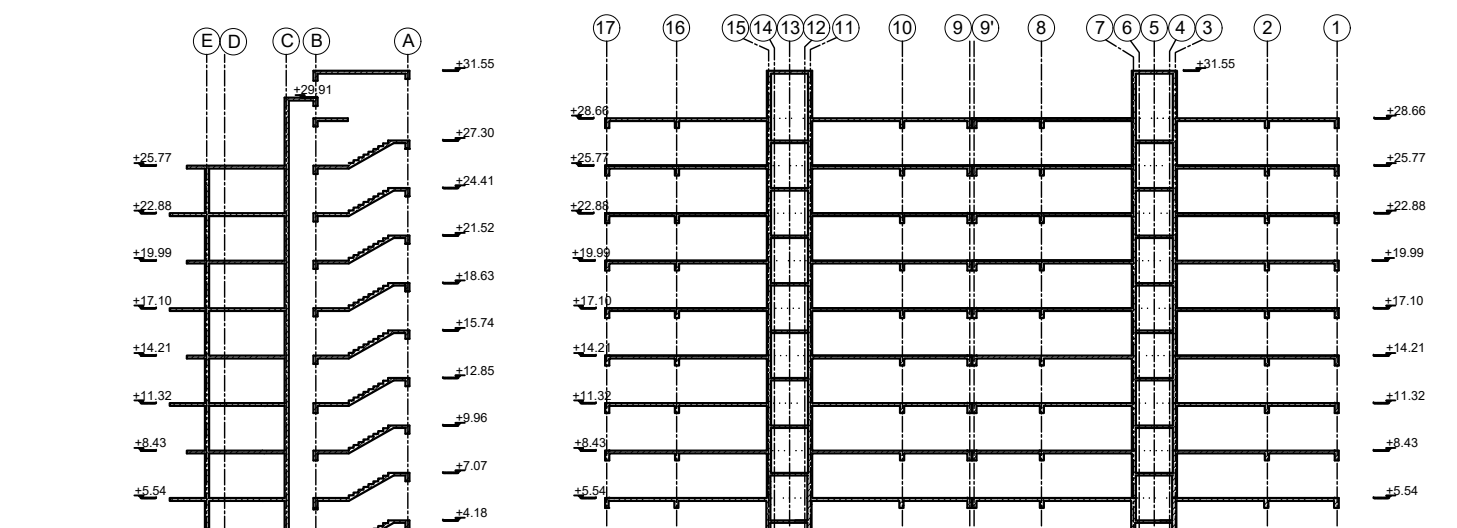 E D C B A
17 16 15 14 13 12 11 10 9 9' 8 7 6 5 4 3 2 1
+31.55 +31.55
+29.91
+28.66 +28.66
+27.30
+25.77 +25.77 +25.77
+24.41
+22.88 +22.88 +22.88
+21.52
+19.99 +19.99 +19.99
+18.63
+17.10 +17.10 +17.10
+15.74
+14.21 +14.21 +14.21
+12.85
+11.32 +11.32 +11.32
+9.96
+8.43 +8.43 +8.43
+7.07
+5.54 +5.54 +5.54
+4.18